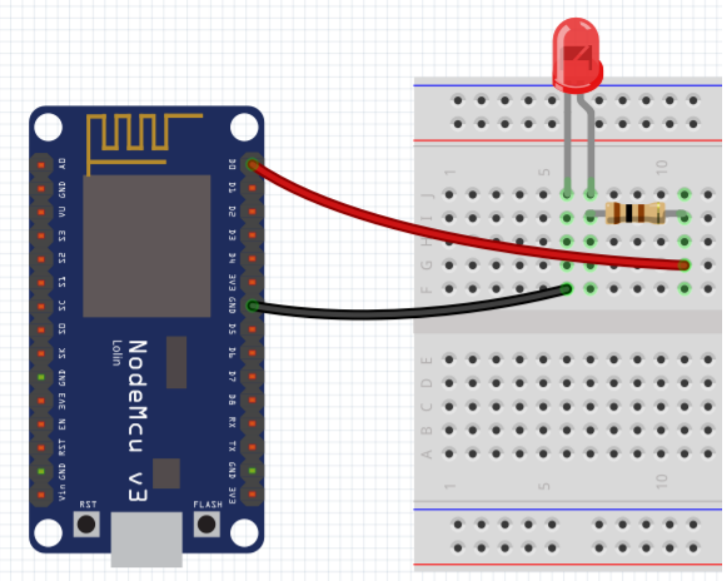 A0
GND
VU
S3
S2
S1
SC
S0
SK
GND
3V3
EN
RST
GND
Vin
D0
D1
D2
D3
D4
3V3
GND
D5
D6
D7
D8
RX
TX
GND
3V3
NodeMcu v3
Lolin
RST
FLASH
1 5 10
J
I
H
G
F
E
D
C
B
A
1 5 10